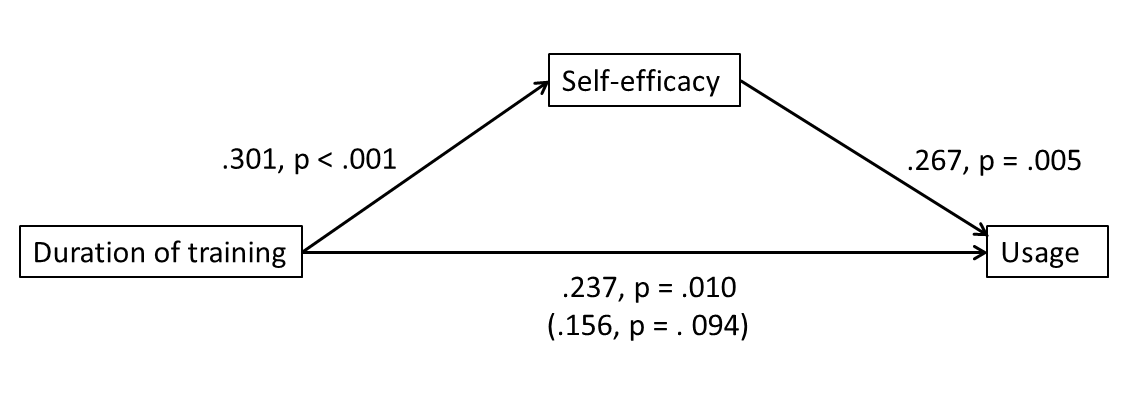 Self-efficacy
.301, p < .001
.267, p = .005
Duration of training
Usage
.237, p = .010
(.156, p = . 094)